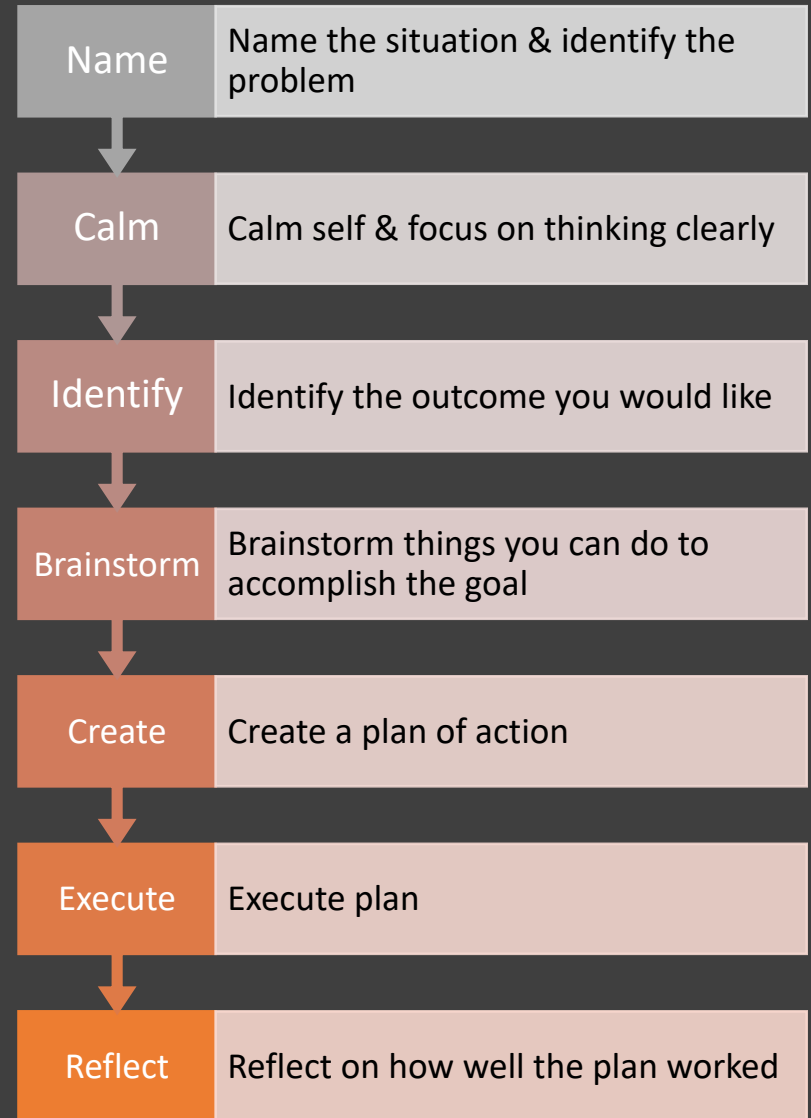 Name
Name the situation & identify the
problem
Calm
Calm self & focus on thinking clearly
Identify
Identify the outcome you would like
Brainstorm
Brainstorm things you can do to
accomplish the goal
Create
Create a plan of action
Execute
Execute plan
Reflect
Reflect on how well the plan worked